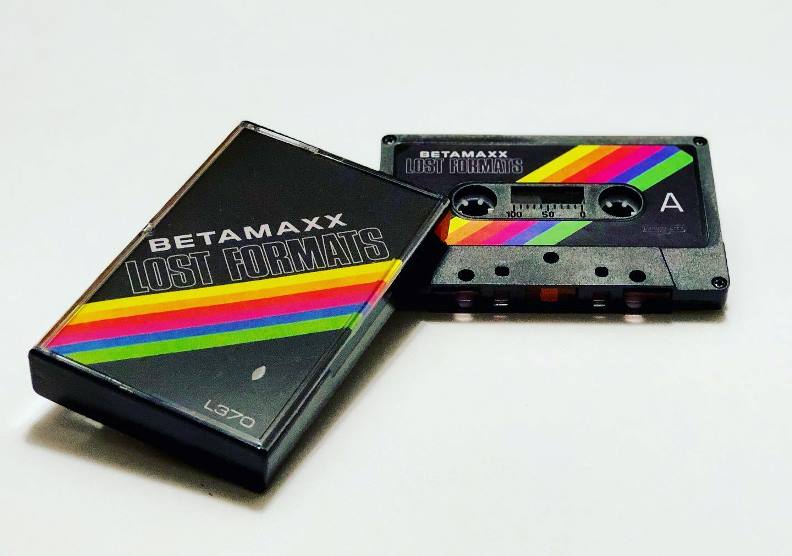 BETAMAXX
LOST FORMATS
L370
BETAMAXX
LOST FORMATS
A
100 50 0